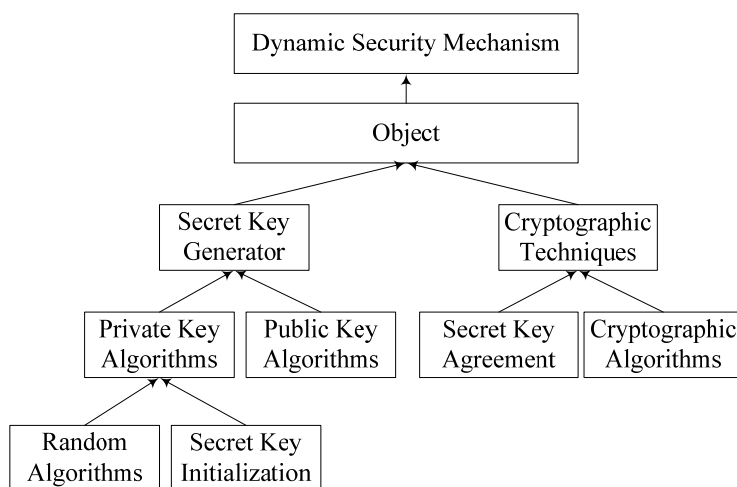 Dynamic Security Mechanism
Object
Secret Key
Generator
Cryptographic
Techniques
Private Key
Algorithms
Public Key
Algorithms
Secret Key
Agreement
Cryptographic
Algorithms
Random
Algorithms
Secret Key
Initialization